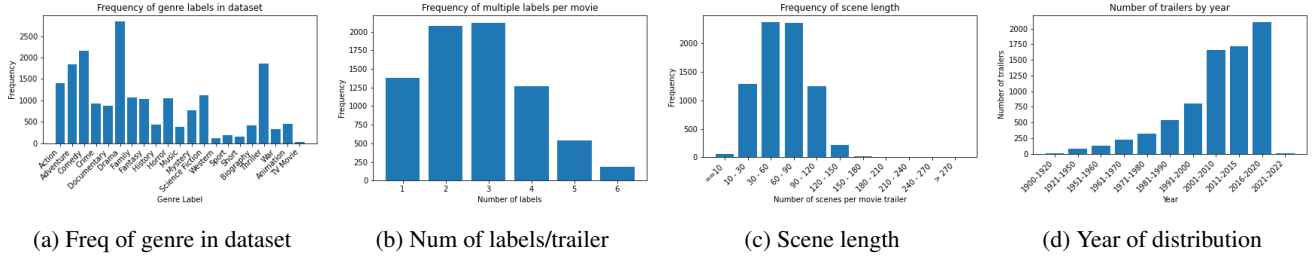 Frequency of genre labels in dataset
2500
2000
1500
1000
500
0
Frequency
Action
Adventure
Comedy
Crime
Documentary
Drama
Family
Fantasy
History
Horror
Music
Mystery
Science Fiction
Western
Sport
Short
Biography
Thriller
War
Animation
TV Movie
Genre Label
(a) Freq of genre in dataset
Frequency of multiple labels per movie
2000
1750
1500
1250
1000
750
500
250
0
Frequency
1 2 3 4 5 6
Number of labels
(b) Num of labels/trailer
Frequency of scene length
2000
1500
1000
500
0
Frequency
==10
10 - 30
30 - 60
60 - 90
90 - 120
120 - 150
150 - 180
180 - 210
210 - 240
240 - 270
> 270
Number of scenes per movie trailer
(c) Scene length
Number of trailers by year
2000
1750
1500
1250
1000
750
500
250
0
Number of trailers
1900-1920
1921-1950
1951-1960
1961-1970
1971-1980
1981-1990
1991-2000
2001-2010
2011-2015
2016-2020
2021-2022
Year
(d) Year of distribution